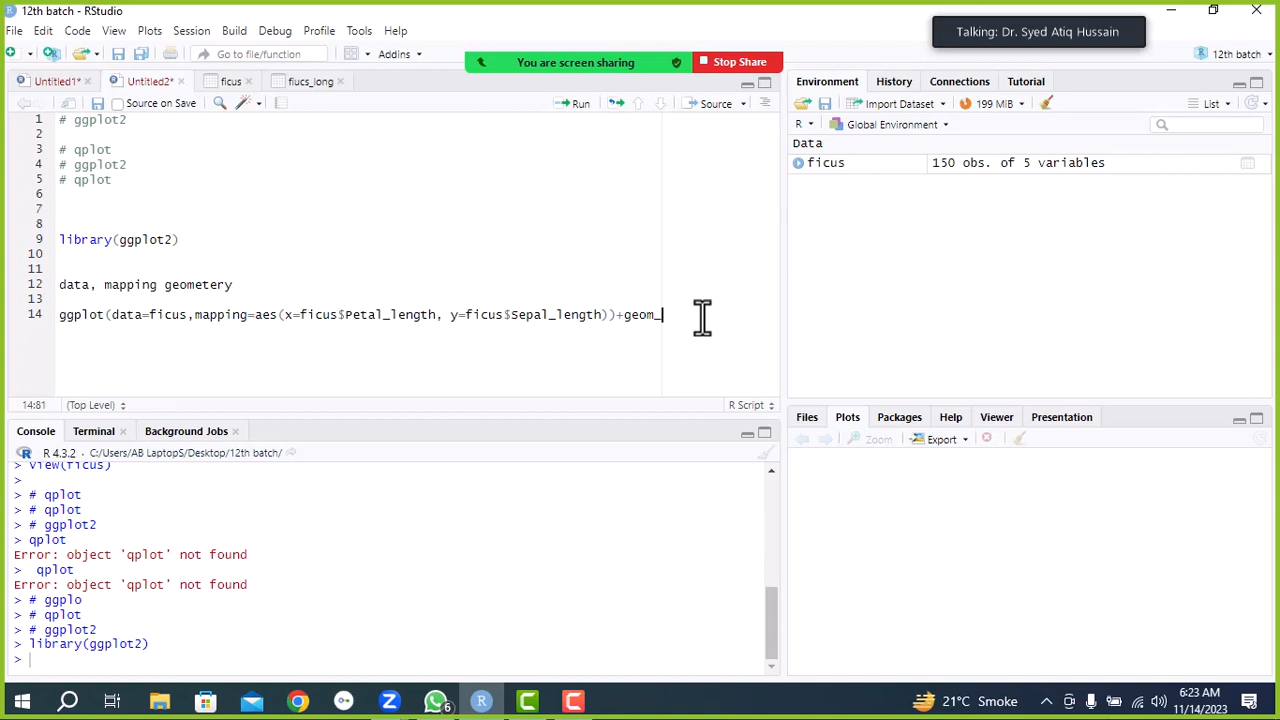 12th batch - RStudio
Talking: Dr. Syed Atiq Hussain
File Edit Code View Plots Session Build Debug Profile Tools Help
Go to file/function
Addins
12th batch
You are screen sharing
Stop Share
Untitled1*
Untitled2*
ficus
fiucs_long
Source on Save
Run
Source
1 # ggplot2
2
3 # qplot
4 # ggplot2
5 # qplot
6
7
8
9 library(ggplot2)
10
11
12 data, mapping geometery
13
14 ggplot(data=ficus,mapping=aes(x=ficus$Petal_length, y=ficus$Sepal_length))+geom_
14:81 (Top Level) R Script
Console Terminal Background Jobs
R 4.3.2 . C:/Users/AB LaptopS/Desktop/12th batch/
> View(ficus)
>
> # qplot
> # qplot
> # ggplot2
> qplot
Error: object 'qplot' not found
>  qplot
Error: object 'qplot' not found
> # ggplo
> # qplot
> # ggplot2
> library(ggplot2)
>
Environment History Connections Tutorial
Import Dataset
199 MiB
List
R
Global Environment
Data
ficus 150 obs. of 5 variables
Files Plots Packages Help Viewer Presentation
Zoom
Export
6
21°C Smoke
6:23 AM
11/14/2023